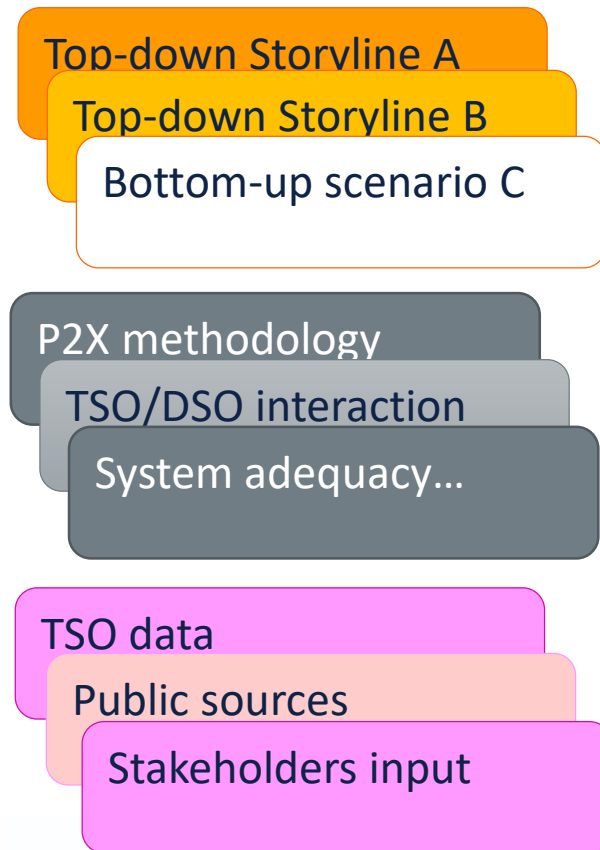 Top-down Storyline A
Top-down Storyline B
Bottom-up scenario C
P2X methodology
TSO/DSO interaction
System adequacy…
TSO data
Public sources
Stakeholders input